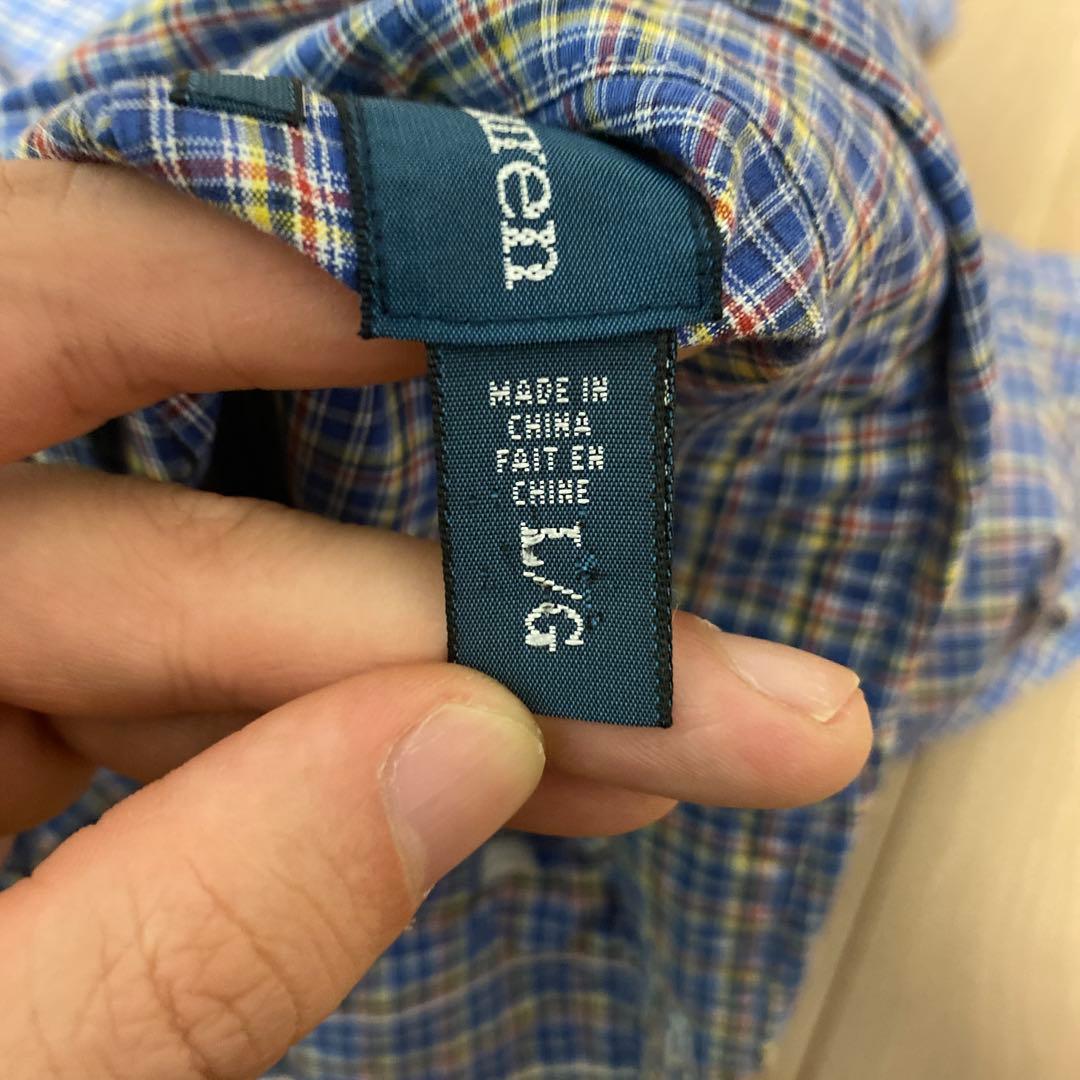 uren
MADE IN
CHINA
FAIT EN
CHINE
L/G